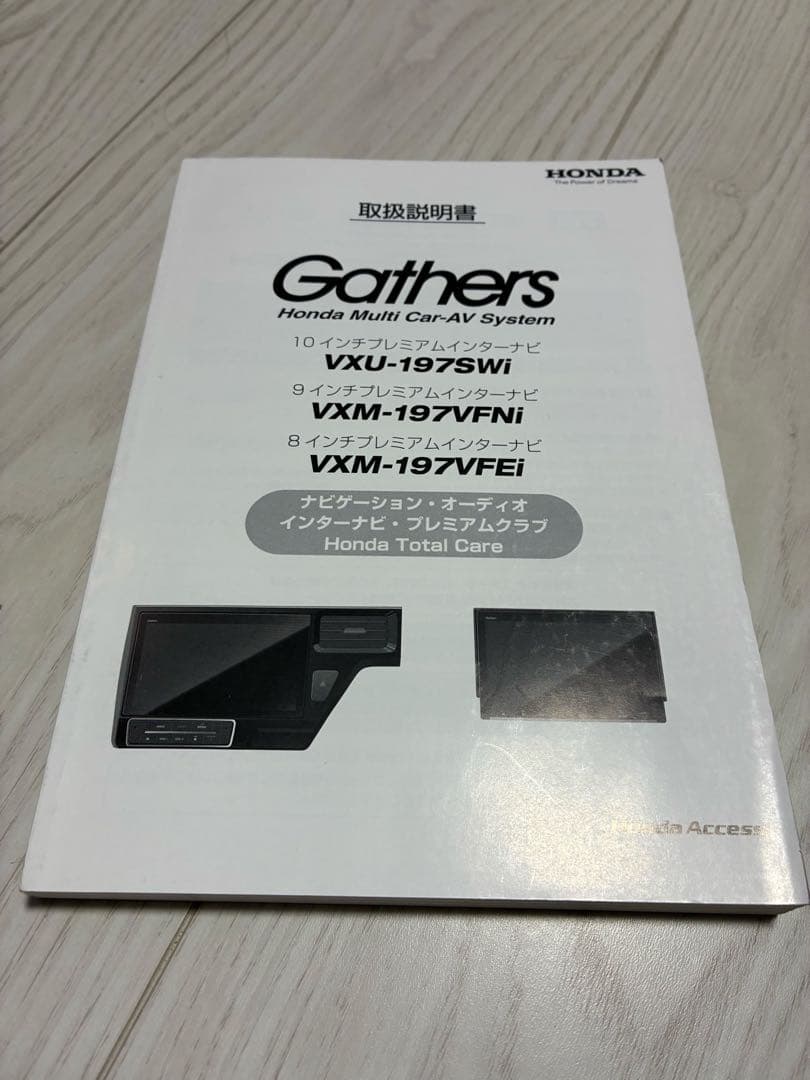 HONDA
The Power of Dreams
取扱説明書
Gathers
Honda Multi Car-AV System
10インチプレミアムインターナビ
VXU-197SWi
9インチプレミアムインターナビ
VXM-197VFNi
8インチプレミアムインターナビ
VXM-197VFEi
ナビゲーション・オーディオ
インターナビ・プレミアムクラブ
Honda Total Care
Honda Access